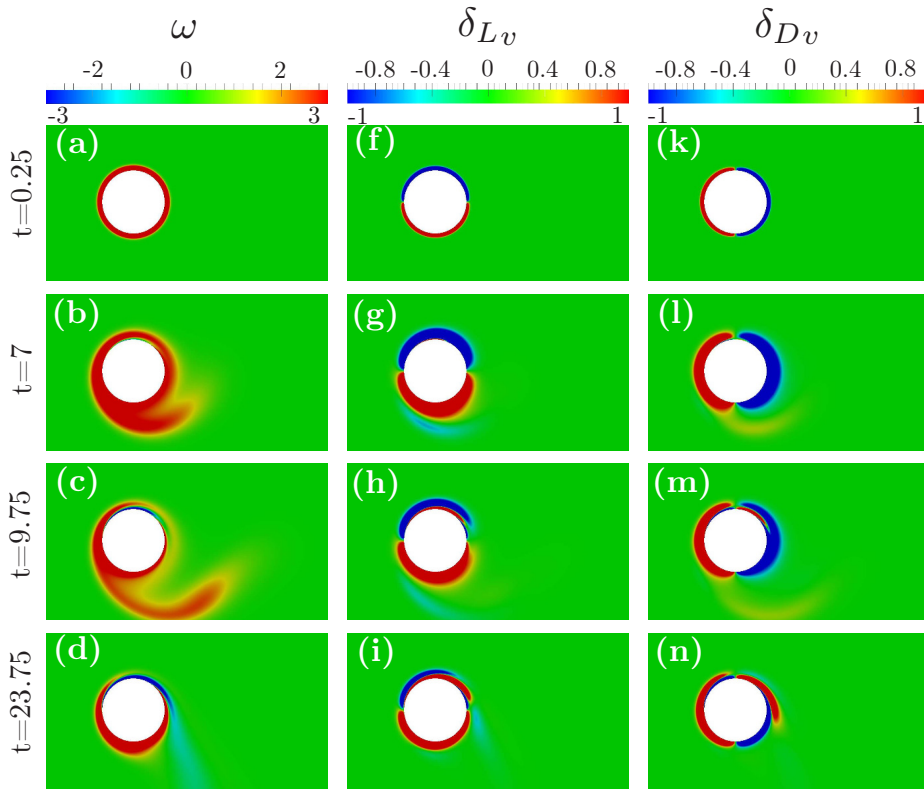 ω δ_{Lv} δ_{Dv}
-2 0 2 -0.8 -0.4 0 0.4 0.8 -0.8 -0.4 0 0.4 0.8
-3 3 -1 1 -1 1
t=0.25 (a) (f) (k)
t=7 (b) (g) (l)
t=9.75 (c) (h) (m)
t=23.75 (d) (i) (n)